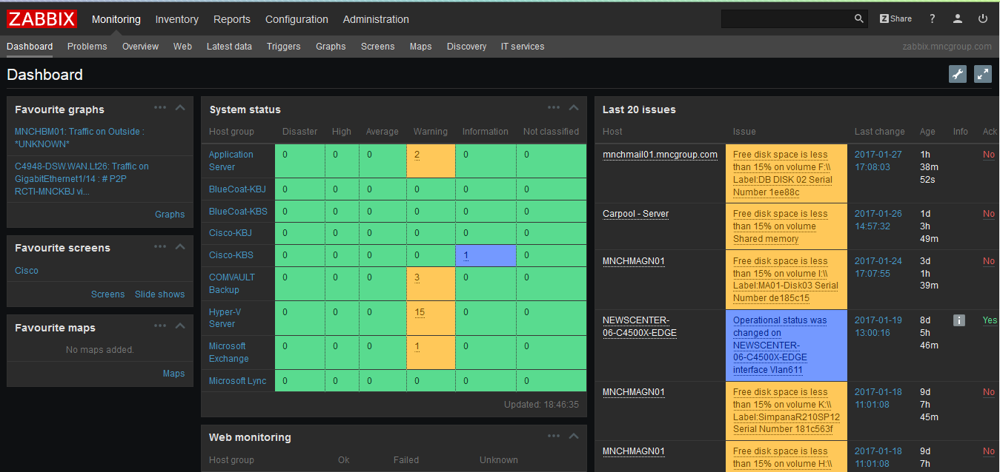 ZABBIX Monitoring Inventory Reports Configuration Administration Z Share ?
Dashboard Problems Overview Web Latest data Triggers Graphs Screens Maps Discovery IT services zabbix.mncgroup.com
Dashboard
Favourite graphs
MNCHBM01: Traffic on Outside :
*UNKNOWN*
C4948-DSW.WAN.Lt26: Traffic on
GigabitEthernet1/14 : # P2P
RCTI-MNCKBJ vi...
Graphs
Favourite screens
Cisco
Screens Slide shows
Favourite maps
No maps added.
Maps
System status
Host group Disaster High Average Warning Information Not classified
Application
Server
0 0 0 2 0 0
BlueCoat-KBJ 0 0 0 0 0 0
BlueCoat-KBS 0 0 0 0 0 0
Cisco-KBJ 0 0 0 0 0 0
Cisco-KBS 0 0 0 0 1 0
COMVAULT
Backup
0 0 0 3 0 0
Hyper-V
Server
0 0 0 15 0 0
Microsoft
Exchange
0 0 0 1 0 0
Microsoft Lync 0 0 0 0 0 0
Updated: 18:46:35
Web monitoring
Host group Ok Failed Unknown
Last 20 issues
Host Issue Last change Age Info Ack
mnchmail01.mncgroup.com
Free disk space is less
than 15% on volume F:\\
Label:DB DISK 02 Serial
Number 1ee88c
2017-01-27
17:08:03
1h
38m
52s
No
Carpool - Server
Free disk space is less
than 15% on volume
Shared memory
2017-01-26
14:57:32
1d
3h
49m
No
MNCHMAGN01
Free disk space is less
than 15% on volume I:\\
Label:MA01-Disk03 Serial
Number de185c15
2017-01-24
17:07:55
3d
1h
39m
No
NEWSCENTER-
06-C4500X-EDGE
Operational status was
changed on
NEWSCENTER-
06-C4500X-EDGE
interface Vlan611
2017-01-19
13:00:16
8d
5h
46m
i
Yes
MNCHMAGN01
Free disk space is less
than 15% on volume K:\\
Label:SimpanaR210SP12
Serial Number 181c563f
2017-01-18
11:01:08
9d
7h
45m
No
MNCHMAGN01
Free disk space is less
than 15% on volume H:\\
2017-01-18
11:01:08
9d
7h
No